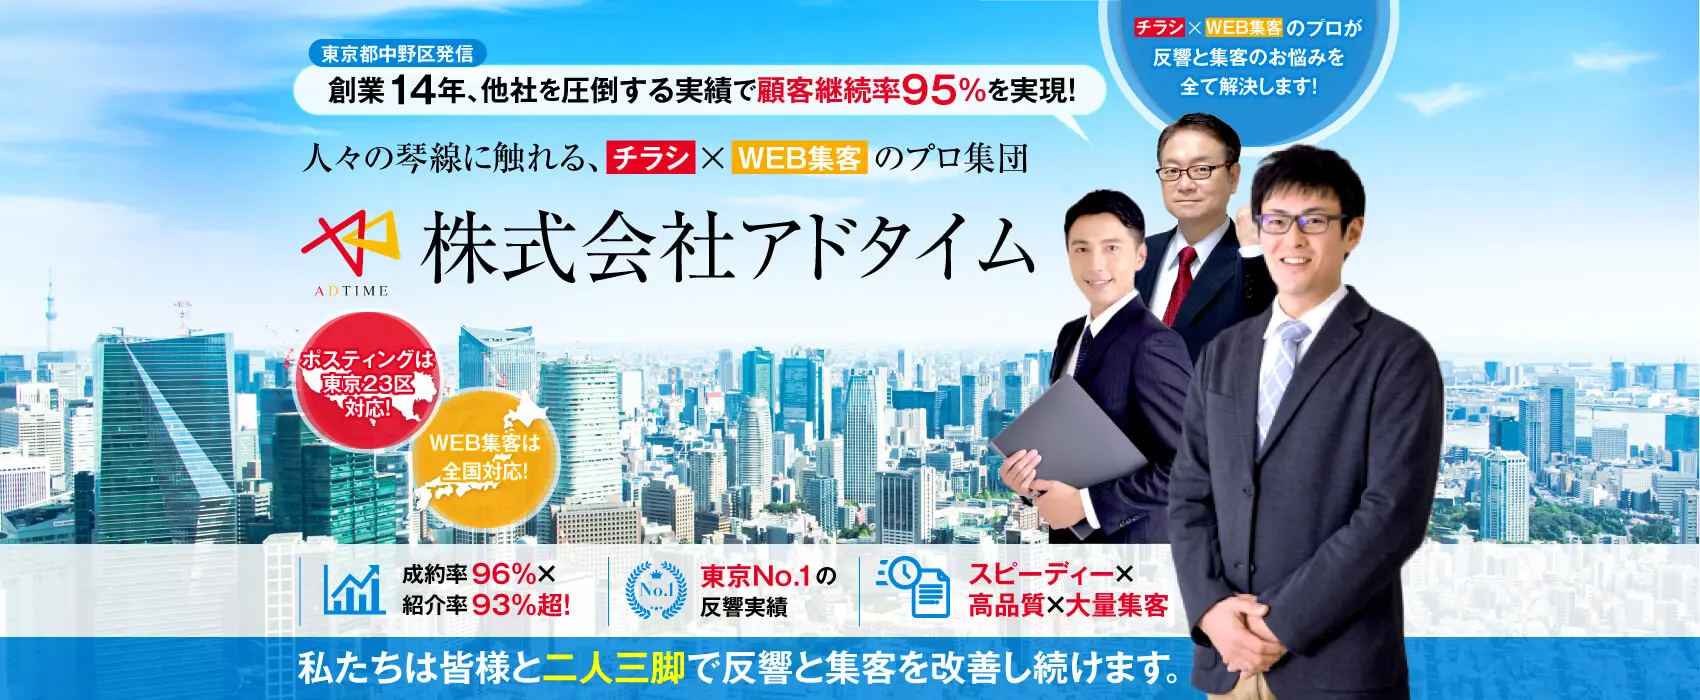 東京都中野区発信
創業14年、他社を圧倒する実績で顧客継続率95%を実現!
チラシ×WEB集客のプロが
反響と集客のお悩みを
全て解決します!
人々の琴線に触れる、チラシ×WEB集客のプロ集団
株式会社アドタイム
ADTIME
ポスティングは
東京23区
対応!
WEB集客は
全国対応!
成約率96%×
紹介率93%超!
No.1
東京No.1の
反響実績
スピーディー×
高品質×大量集客
私たちは皆様と二人三脚で反響と集客を改善し続けます。